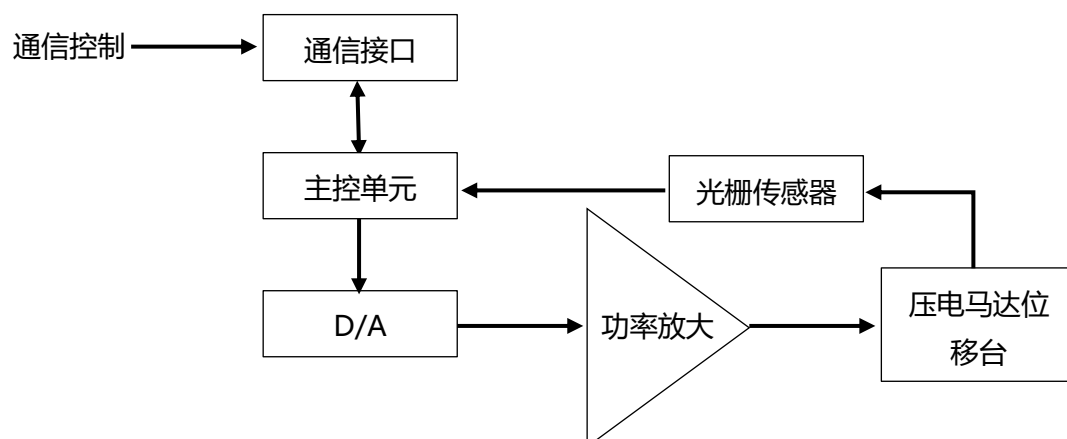 通信控制
通信接口
主控单元
光栅传感器
D/A
功率放大
压电马达位
移台